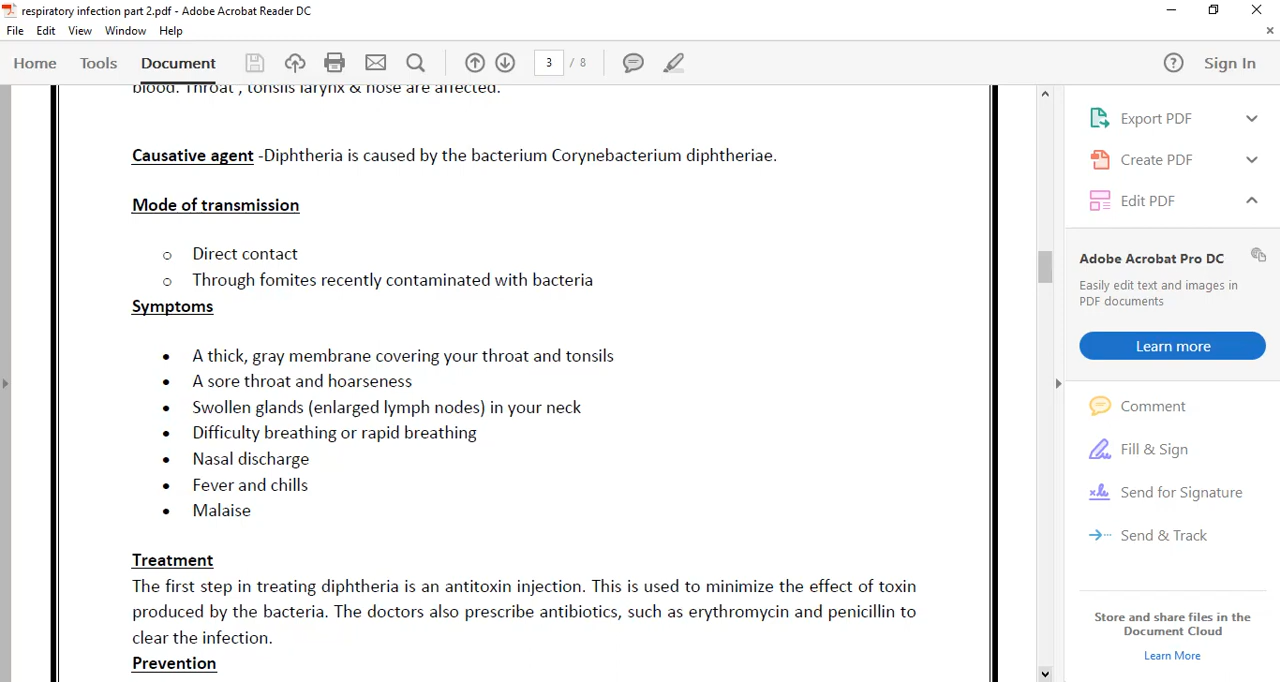 respiratory infection part 2.pdf - Adobe Acrobat Reader DC
File Edit View Window Help
Home Tools Document 3 / 8 Sign In
blood. Throat , tonsils larynx & nose are affected.
Causative agent -Diphtheria is caused by the bacterium Corynebacterium diphtheriae.
Mode of transmission
Direct contact
Through fomites recently contaminated with bacteria
Symptoms
A thick, gray membrane covering your throat and tonsils
A sore throat and hoarseness
Swollen glands (enlarged lymph nodes) in your neck
Difficulty breathing or rapid breathing
Nasal discharge
Fever and chills
Malaise
Treatment
The first step in treating diphtheria is an antitoxin injection. This is used to minimize the effect of toxin
produced by the bacteria. The doctors also prescribe antibiotics, such as erythromycin and penicillin to
clear the infection.
Prevention
Export PDF
Create PDF
Edit PDF
Adobe Acrobat Pro DC
Easily edit text and images in
PDF documents
Learn more
Comment
Fill & Sign
Send for Signature
Send & Track
Store and share files in the
Document Cloud
Learn More